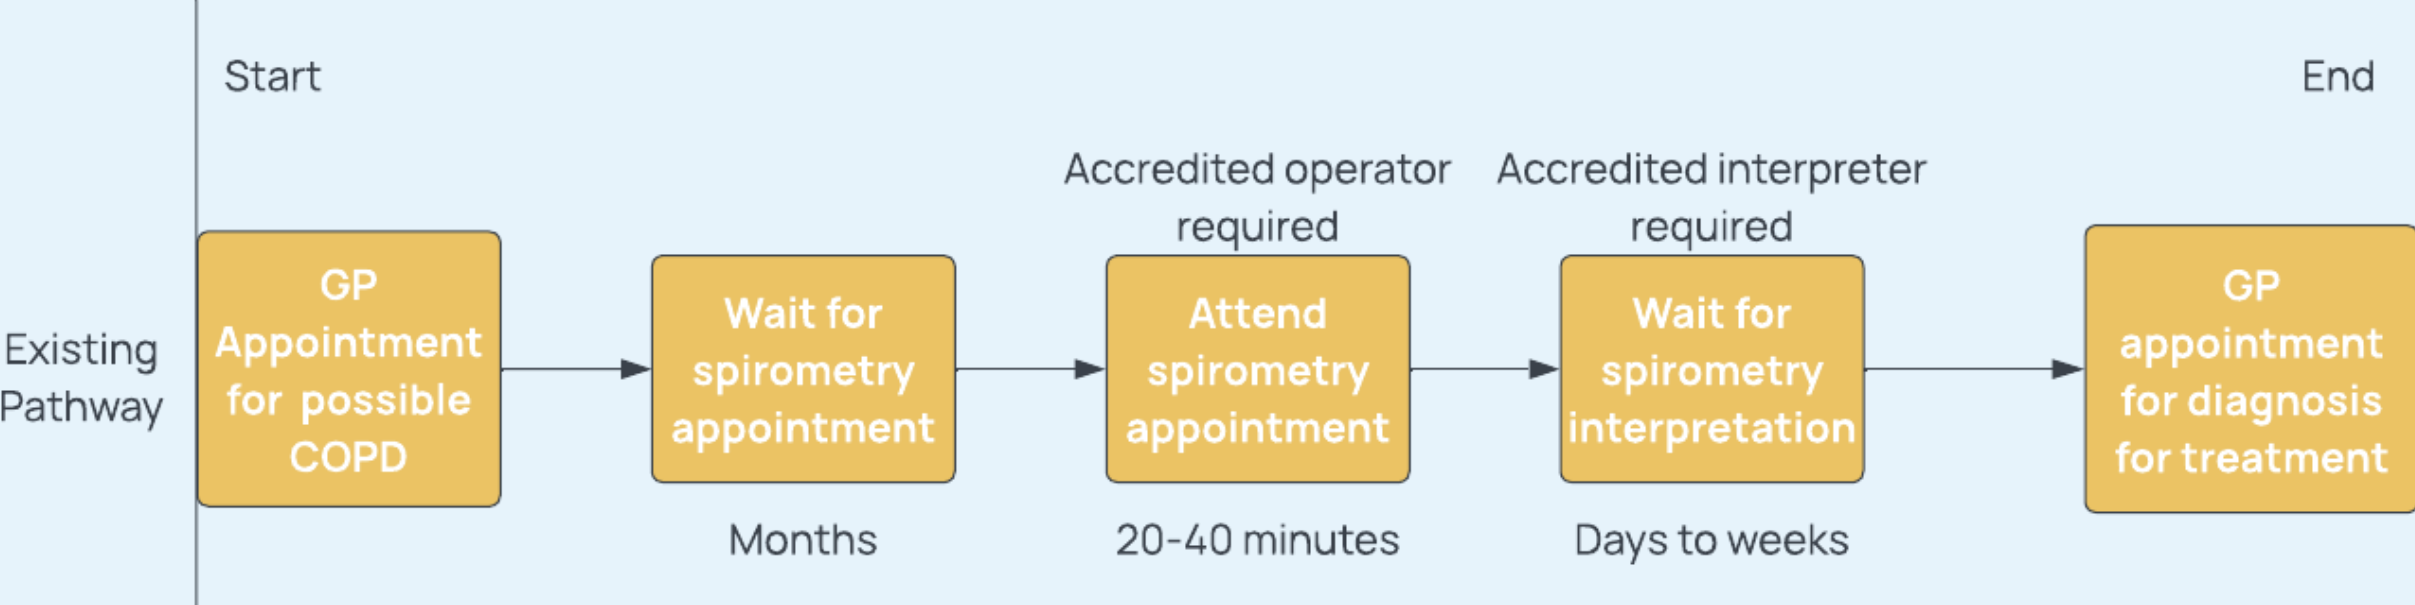 Start
End
Accredited operator
required
Accredited interpreter
required
Existing
Pathway
GP
Appointment
for possible
COPD
Wait for
spirometry
appointment
Attend
spirometry
appointment
Wait for
spirometry
interpretation
GP
appointment
for diagnosis
for treatment
Months
20-40 minutes
Days to weeks